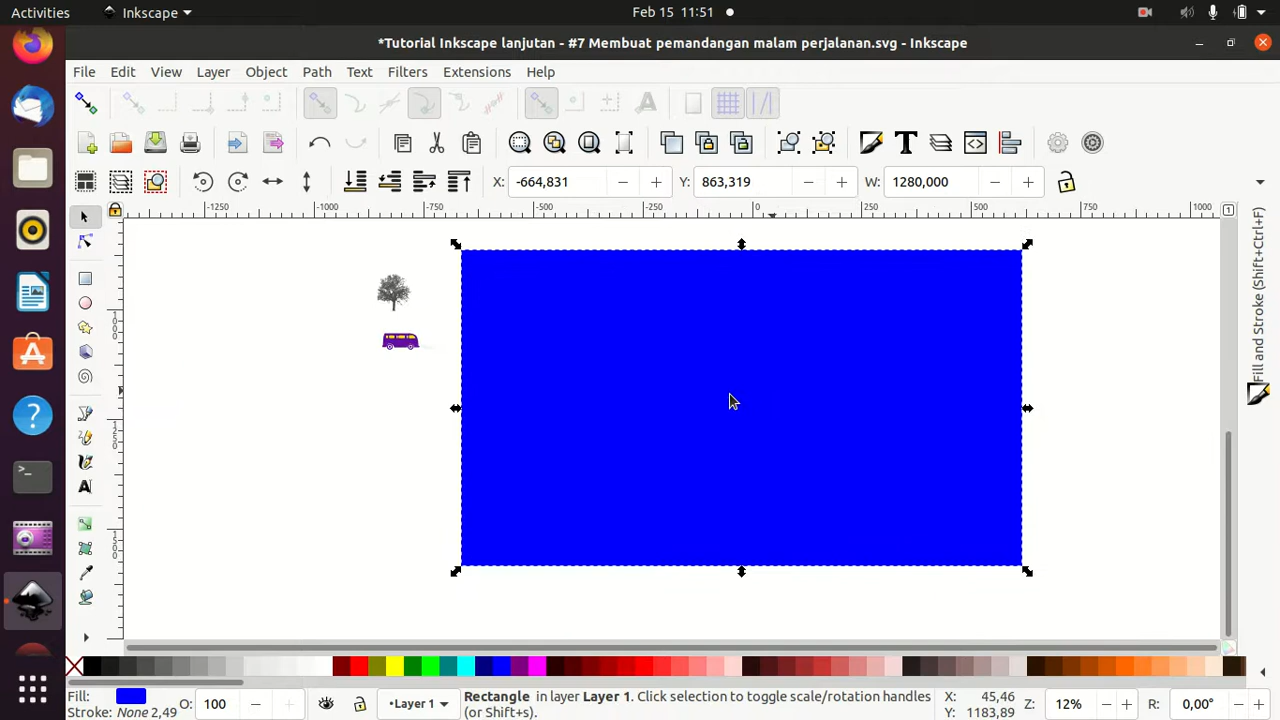 Activities
Inkscape
Feb 15 11:51
*Tutorial Inkscape lanjutan - #7 Membuat pemandangan malam perjalanan.svg - Inkscape
File Edit View Layer Object Path Text Filters Extensions Help
X: -664,831 Y: 863,319 W: 1280,000
-1250 -1000 -750 -500 -250 0 250 500 750 1000
1
1000
1250
1500
Fill and Stroke (Shift+Ctrl+F)
Fill:
Stroke: None 2,49
O: 100
•Layer 1
Rectangle in layer Layer 1. Click selection to toggle scale/rotation handles
(or Shift+s).
X: 45,46
Y: 1183,89
Z: 12%
R: 0,00°